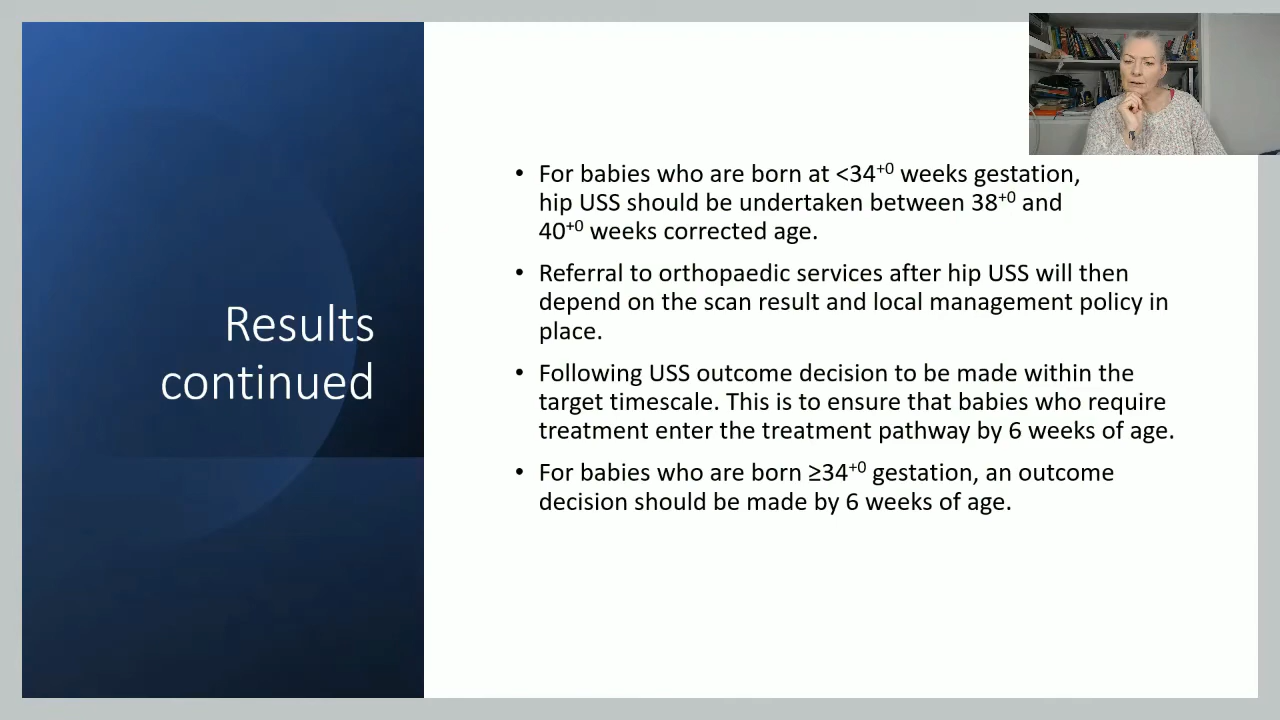 Results
continued
• For babies who are born at <34⁺⁰ weeks gestation,
hip USS should be undertaken between 38⁺⁰ and
40⁺⁰ weeks corrected age.
• Referral to orthopaedic services after hip USS will then
depend on the scan result and local management policy in
place.
• Following USS outcome decision to be made within the
target timescale. This is to ensure that babies who require
treatment enter the treatment pathway by 6 weeks of age.
• For babies who are born ≥34⁺⁰ gestation, an outcome
decision should be made by 6 weeks of age.